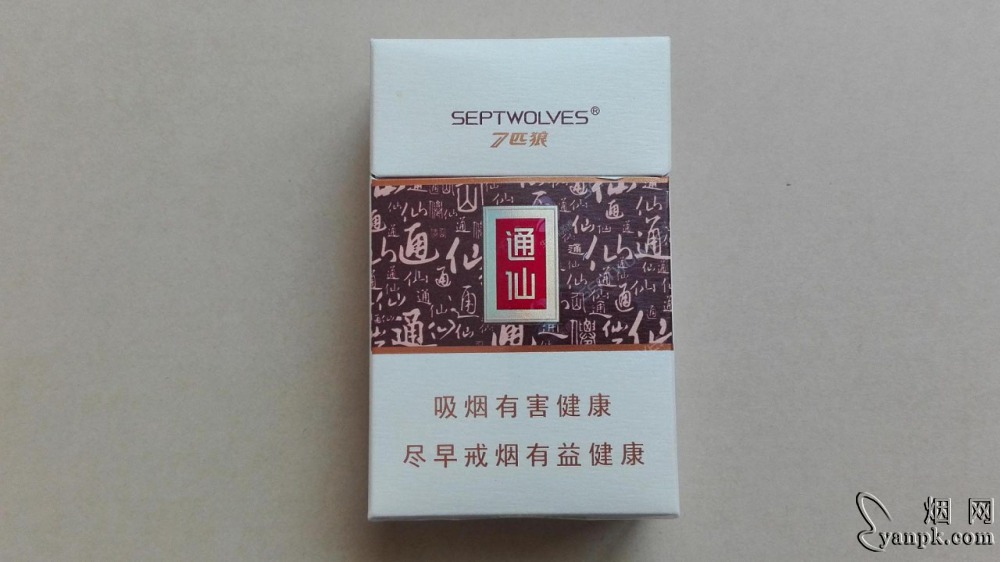 SEPTWOLVES®
7匹狼
通
仙
吸烟有害健康
尽早戒烟有益健康
烟网
yanpk.com